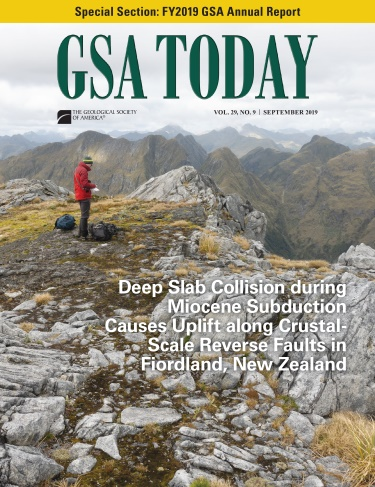 Special Section: FY2019 GSA Annual Report
GSA TODAY
THE GEOLOGICAL SOCIETY
OF AMERICA®
VOL. 29, NO. 9 | SEPTEMBER 2019
Deep Slab Collision during
Miocene Subduction
Causes Uplift along Crustal-
Scale Reverse Faults in
Fiordland, New Zealand